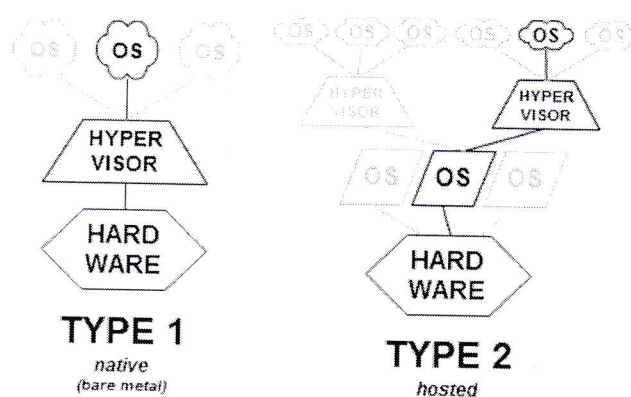 OS OS OS
HYPER
VISOR
HARD
WARE
TYPE 1
native
(bare metal)
OS OS OS OS OS OS
HYPER
VISOR
HYPER
VISOR
OS OS OS
HARD
WARE
TYPE 2
hosted